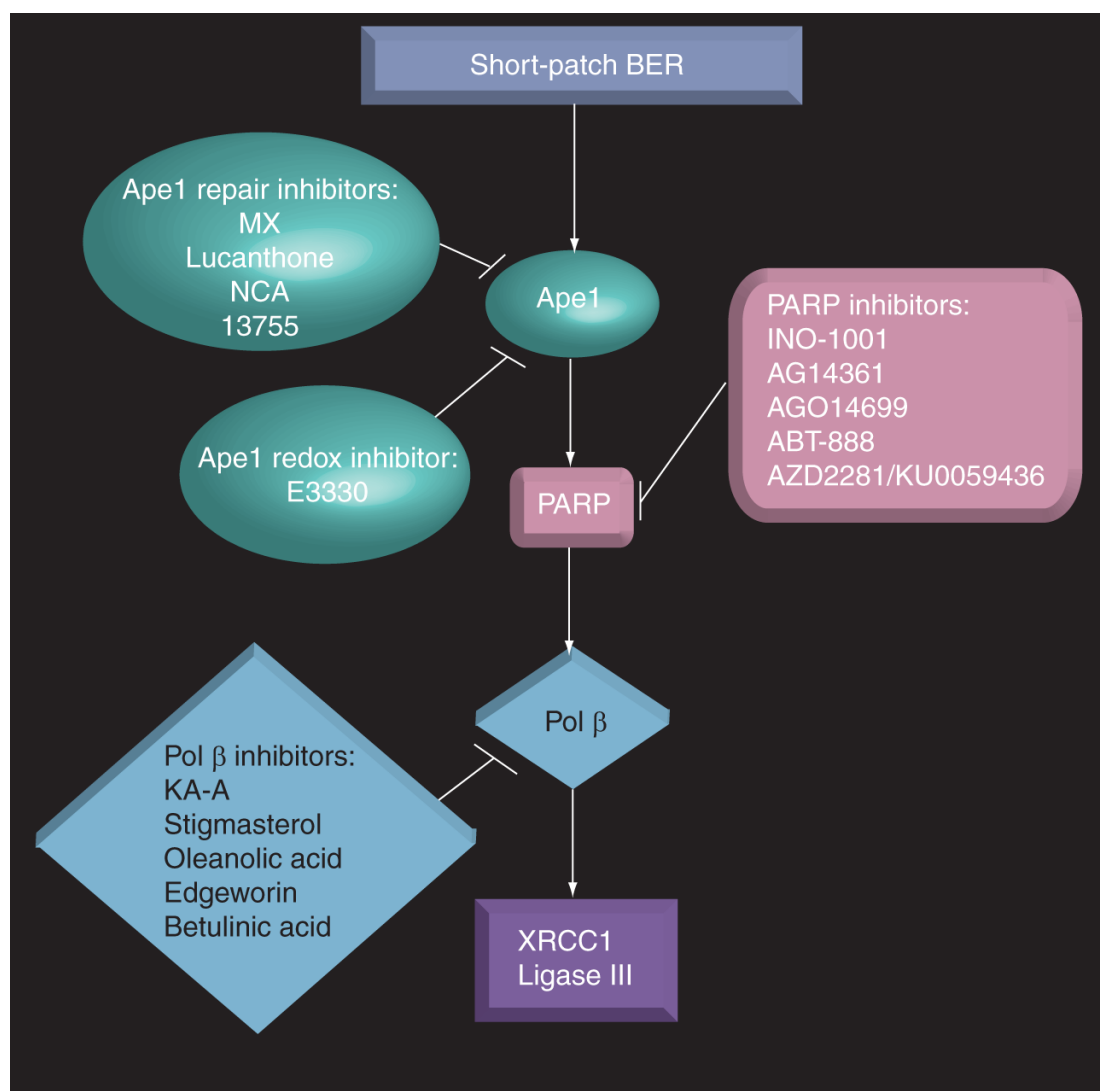 Short-patch BER
Ape1 repair inhibitors:
MX
Lucanthone
NCA
13755
Ape1
PARP inhibitors:
INO-1001
AG14361
AGO14699
ABT-888
AZD2281/KU0059436
Ape1 redox inhibitor:
E3330
PARP
Pol β
Pol β inhibitors:
KA-A
Stigmasterol
Oleanolic acid
Edgeworin
Betulinic acid
XRCC1
Ligase III